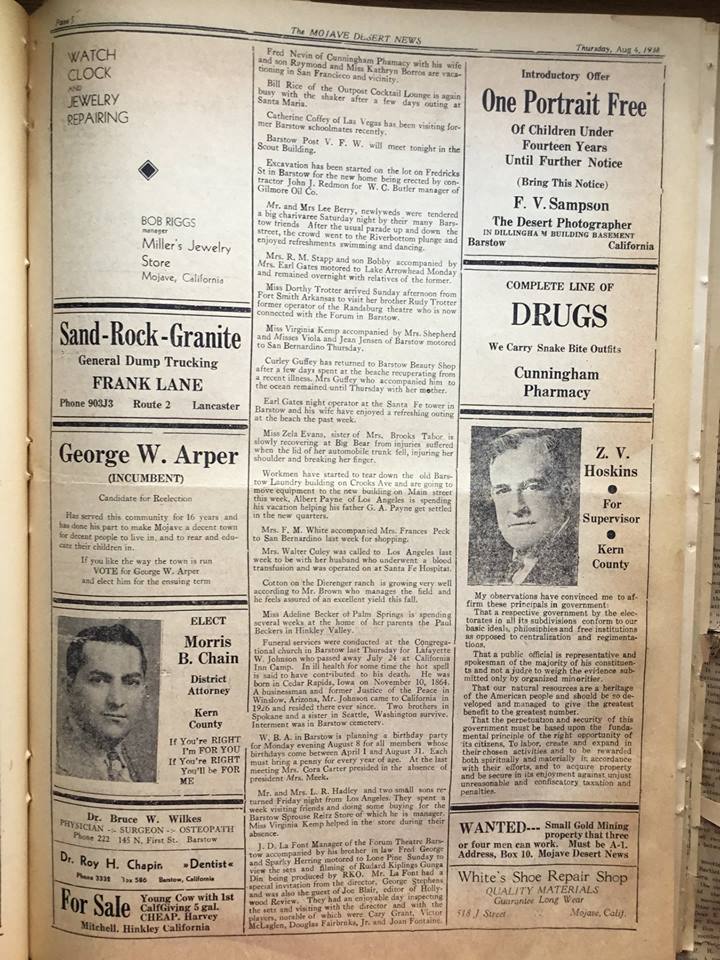 Page 5
The MOJAVE DESERT NEWS
Thursday, Aug 4, 1938
WATCH
CLOCK
AND
JEWELRY
REPAIRING
BOB RIGGS
manager
Miller's Jewelry
Store
Mojave, California
Sand-Rock-Granite
General Dump Trucking
FRANK LANE
Phone 903J3 Route 2 Lancaster
George W. Arper
(INCUMBENT)
Candidate for Reelection
Has served this community for 16 years and
has done his part to make Mojave a decent town
for decent people to live in, and to rear and edu-
cate their children in.
If you like the way the town is run
VOTE for George W. Arper
and elect him for the ensuing term
ELECT
Morris
B. Chain
District
Attorney
Kern
County
If You're RIGHT
I'm FOR YOU
If You're RIGHT
You'll be FOR
ME
Dr. Bruce W. Wilkes
PHYSICIAN -:- SURGEON -:- OSTEOPATH
Phone 222 145 N. First St. Barstow
Dr. Roy H. Chapin »Dentist«
Phone 3332 Box 586 Barstow, California
For Sale Young Cow with 1st
CalfGiving 5 gal.
CHEAP. Harvey
Mitchell. Hinkley California
Fred Nevin of Cunningham Phamacy with his wife
and son Raymond and Miss Kathryn Borros are vaca-
tioning in San Francisco and vicinity.
Bill Rice of the Outpost Cocktail Lounge is again
busy with the shaker after a few days outing at
Santa Maria.
Catherine Coffey of Las Vegas has been visiting for-
mer Barstow schoolmates recently.
Barstow Post V. F. W. will meet tonight in the
Scout Building.
Excavation has been started on the lot on Fredricks
St in Barstow for the new home being erected by con-
tractor John J. Redmon for W. C. Butler manager of
Gilmore Oil Co.
Mr. and Mrs Lee Berry, newlyweds were tendered
a big charivaree Saturday night by their many Bars-
tow friends After the usual parade up and down the
street, the crowd went to the Riverbottom plunge and
enjoyed refreshments swimming and dancing.
Mrs. R. M. Stapp and son Bobby accompanied by
Mrs. Earl Gates motored to Lake Arrowhead Monday
and remained overnight with relatives of the former.
Miss Dorthy Trotter arrived Sunday afternoon from
Fort Smith Arkansas to visit her brother Rudy Trotter
former operator of the Randsburg theatre who is now
connected with the Forum in Barstow.
Miss Virginia Kemp accompanied by Mrs. Shepherd
and Misses Viola and Jean Jensen of Barstow motored
to San Bernardino Thursday.
Curley Guffey has returned to Barstow Beauty Shop
after a few days spent at the beache recuperating from
a recent illness. Mrs Guffey who accompanied him to
the ocean remained until Thursday with her mother.
Earl Gates night operator at the Santa Fe tower in
Barstow and his wife have enjoyed a refreshing outing
at the beach the past week.
Miss Zela Evans, sister of Mrs. Brooks Tabor is
slowly recovering at Big Bear from injuries suffered
when the lid of her automobile trunk fell, injuring her
shoulder and breaking her finger.
Workmen have started to tear down the old Bars-
tow Laundry building on Crooks Ave and are going to
move equipment to the new building on Main street
this week, Albert Payne of Los Angeles is spending
his vacation helping his father G. A. Payne get settled
in the new quarters.
Mrs. F. M. White accompanied Mrs. Frances Peck
to San Bernardino last week for shopping.
Mrs. Walter Culey was called to Los Angeles last
week to be with her husband who underwent a blood
transfusion and was operated on at Santa Fe Hospital.
Cotton on the Dierenger ranch is growing very well
according to Mr. Brown who manages the field and
he feels assured of an excellent yield this fall.
Miss Adeline Becker of Palm Springs is spending
several weeks at the home of her parents the Paul
Beckers in Hinkley Valley.
Funeral services were conducted at the Congrega-
tional church in Barstow last Thursday for Lafayette
W. Johnson who passed away July 24 at California
Inn Camp. In ill health for some time the hot spell
is said to have contributed to his death. He was
born in Cedar Rapids, Iowa on November 10, 1864.
A businessman and former Justice of the Peace in
Winslow, Arizona, Mr. Johnson came to California in
1926 and resided there ever since. Two brothers in
Spokane and a sister in Seattle, Washington survive.
Interment was in Barstow cemetery.
W. B. A. in Barstow is planning a birthday party
for Monday evening August 8 for all members whose
birthdays come between April 1 and August 31. Each
must bring a penny for every year of age. At the last
meeting Mrs. Cora Carter presided in the absence of
president Mrs. Meek.
Mr. and Mrs. L. R. Hadley and two small sons re-
turned Friday night from Los Angeles. They spent a
week visiting friends and doing some buying for the
Barstow Sprouse Reitz Store of which he is manager.
Miss Virginia Kemp helped in the store during their
absence.
J. D. La Font Manager of the Forum Theatre Bars-
tow accompanied by his brother in law Fred George
and Sparky Herring motored to Lone Pine Sunday to
view the sets and filming of Rudard Kiplings Gunga
Din being produced by RKO. Mr. La Font had a
special invitation from the director, George Stephens
and was also the guest of Joe Blair, editor of Holly-
wood Review. They had an enjoyable day inspecting
the sets and visiting with the director and with the
players, notable of which were Cary Grant, Victor
McLaglen, Douglas Fairbrnks, Jr. and Joan Fontaine.
Introductory Offer
One Portrait Free
Of Children Under
Fourteen Years
Until Further Notice
(Bring This Notice)
F. V. Sampson
The Desert Photographer
IN DILLINGHAM BUILDING BASEMENT
Barstow California
COMPLETE LINE OF
DRUGS
We Carry Snake Bite Outfits
Cunningham
Pharmacy
Z. V.
Hoskins
For
Supervisor
Kern
County
My observations have convinced me to af-
firm these principals in government:
That a respectual government by the elec-
torates in all its subdivisions conform to our
basic ideals, philosiphies and free institutions
as opposed to centralization and regimenta-
tions.
That a public official is representative and
spokesman of the majority of his constituen-
ts and not a judge to weigh the evidence sub-
mitted only by organized minorities.
That our natural resources are a heritage
of the American people and should be so de-
veloped and managed to give the greatest
benefit to the greatest number.
That the perpetuation and security of this
government must be based upon the funda-
mental principle of the right opportunity of
its citizens, To labor, create and expand in
their chosen activities and to be rewarded
both spiritually and materially in accordance
with their efforts, and to acquire property
and be secure in its enjoyment against unjust
unreasonable and confiscatory taxation and
penalties.
WANTED--- Small Gold Mining
property that three
or four men can work. Must be A-1.
Address, Box 10. Mojave Desert News
White's Shoe Repair Shop
QUALITY MATERIALS
Guarantee Long Wear
518 J Street Mojave, Calif.